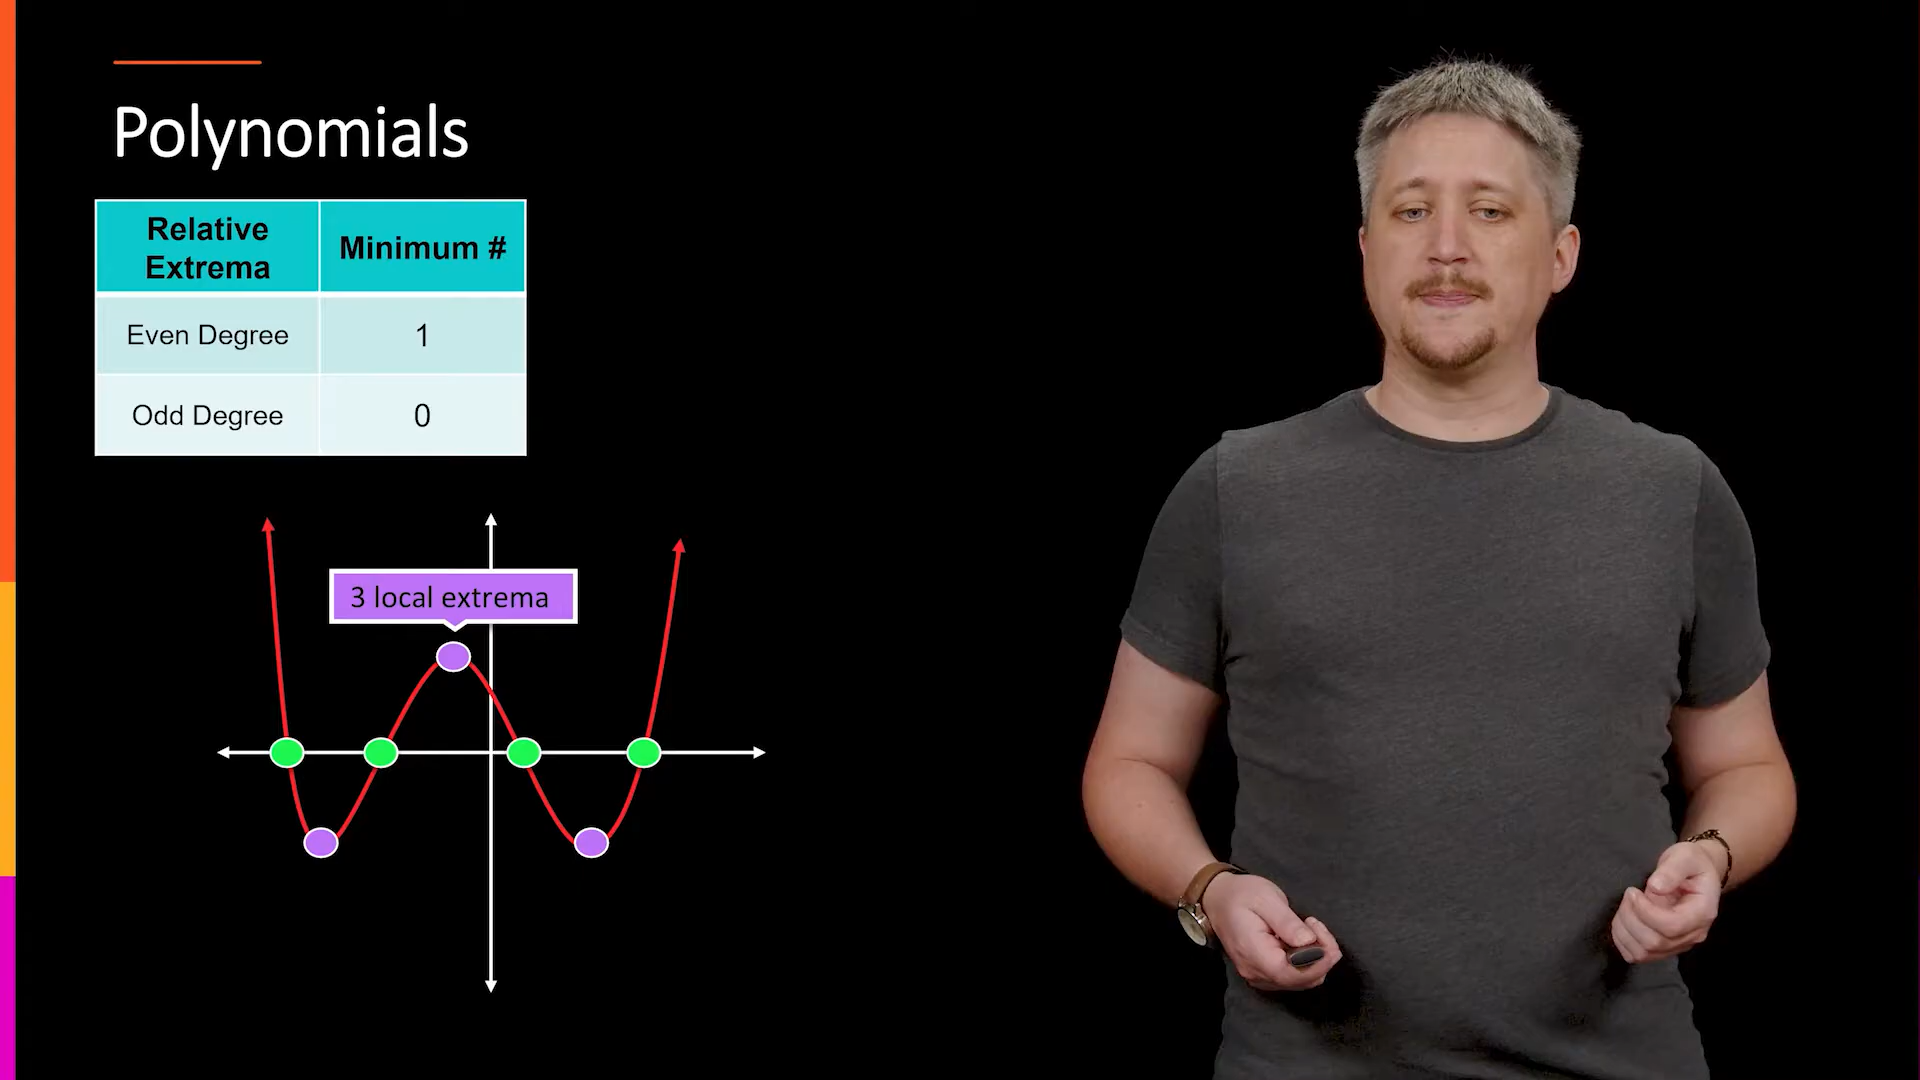 Polynomials
Relative
Extrema
Minimum #
Even Degree
1
Odd Degree
0
3 local extrema